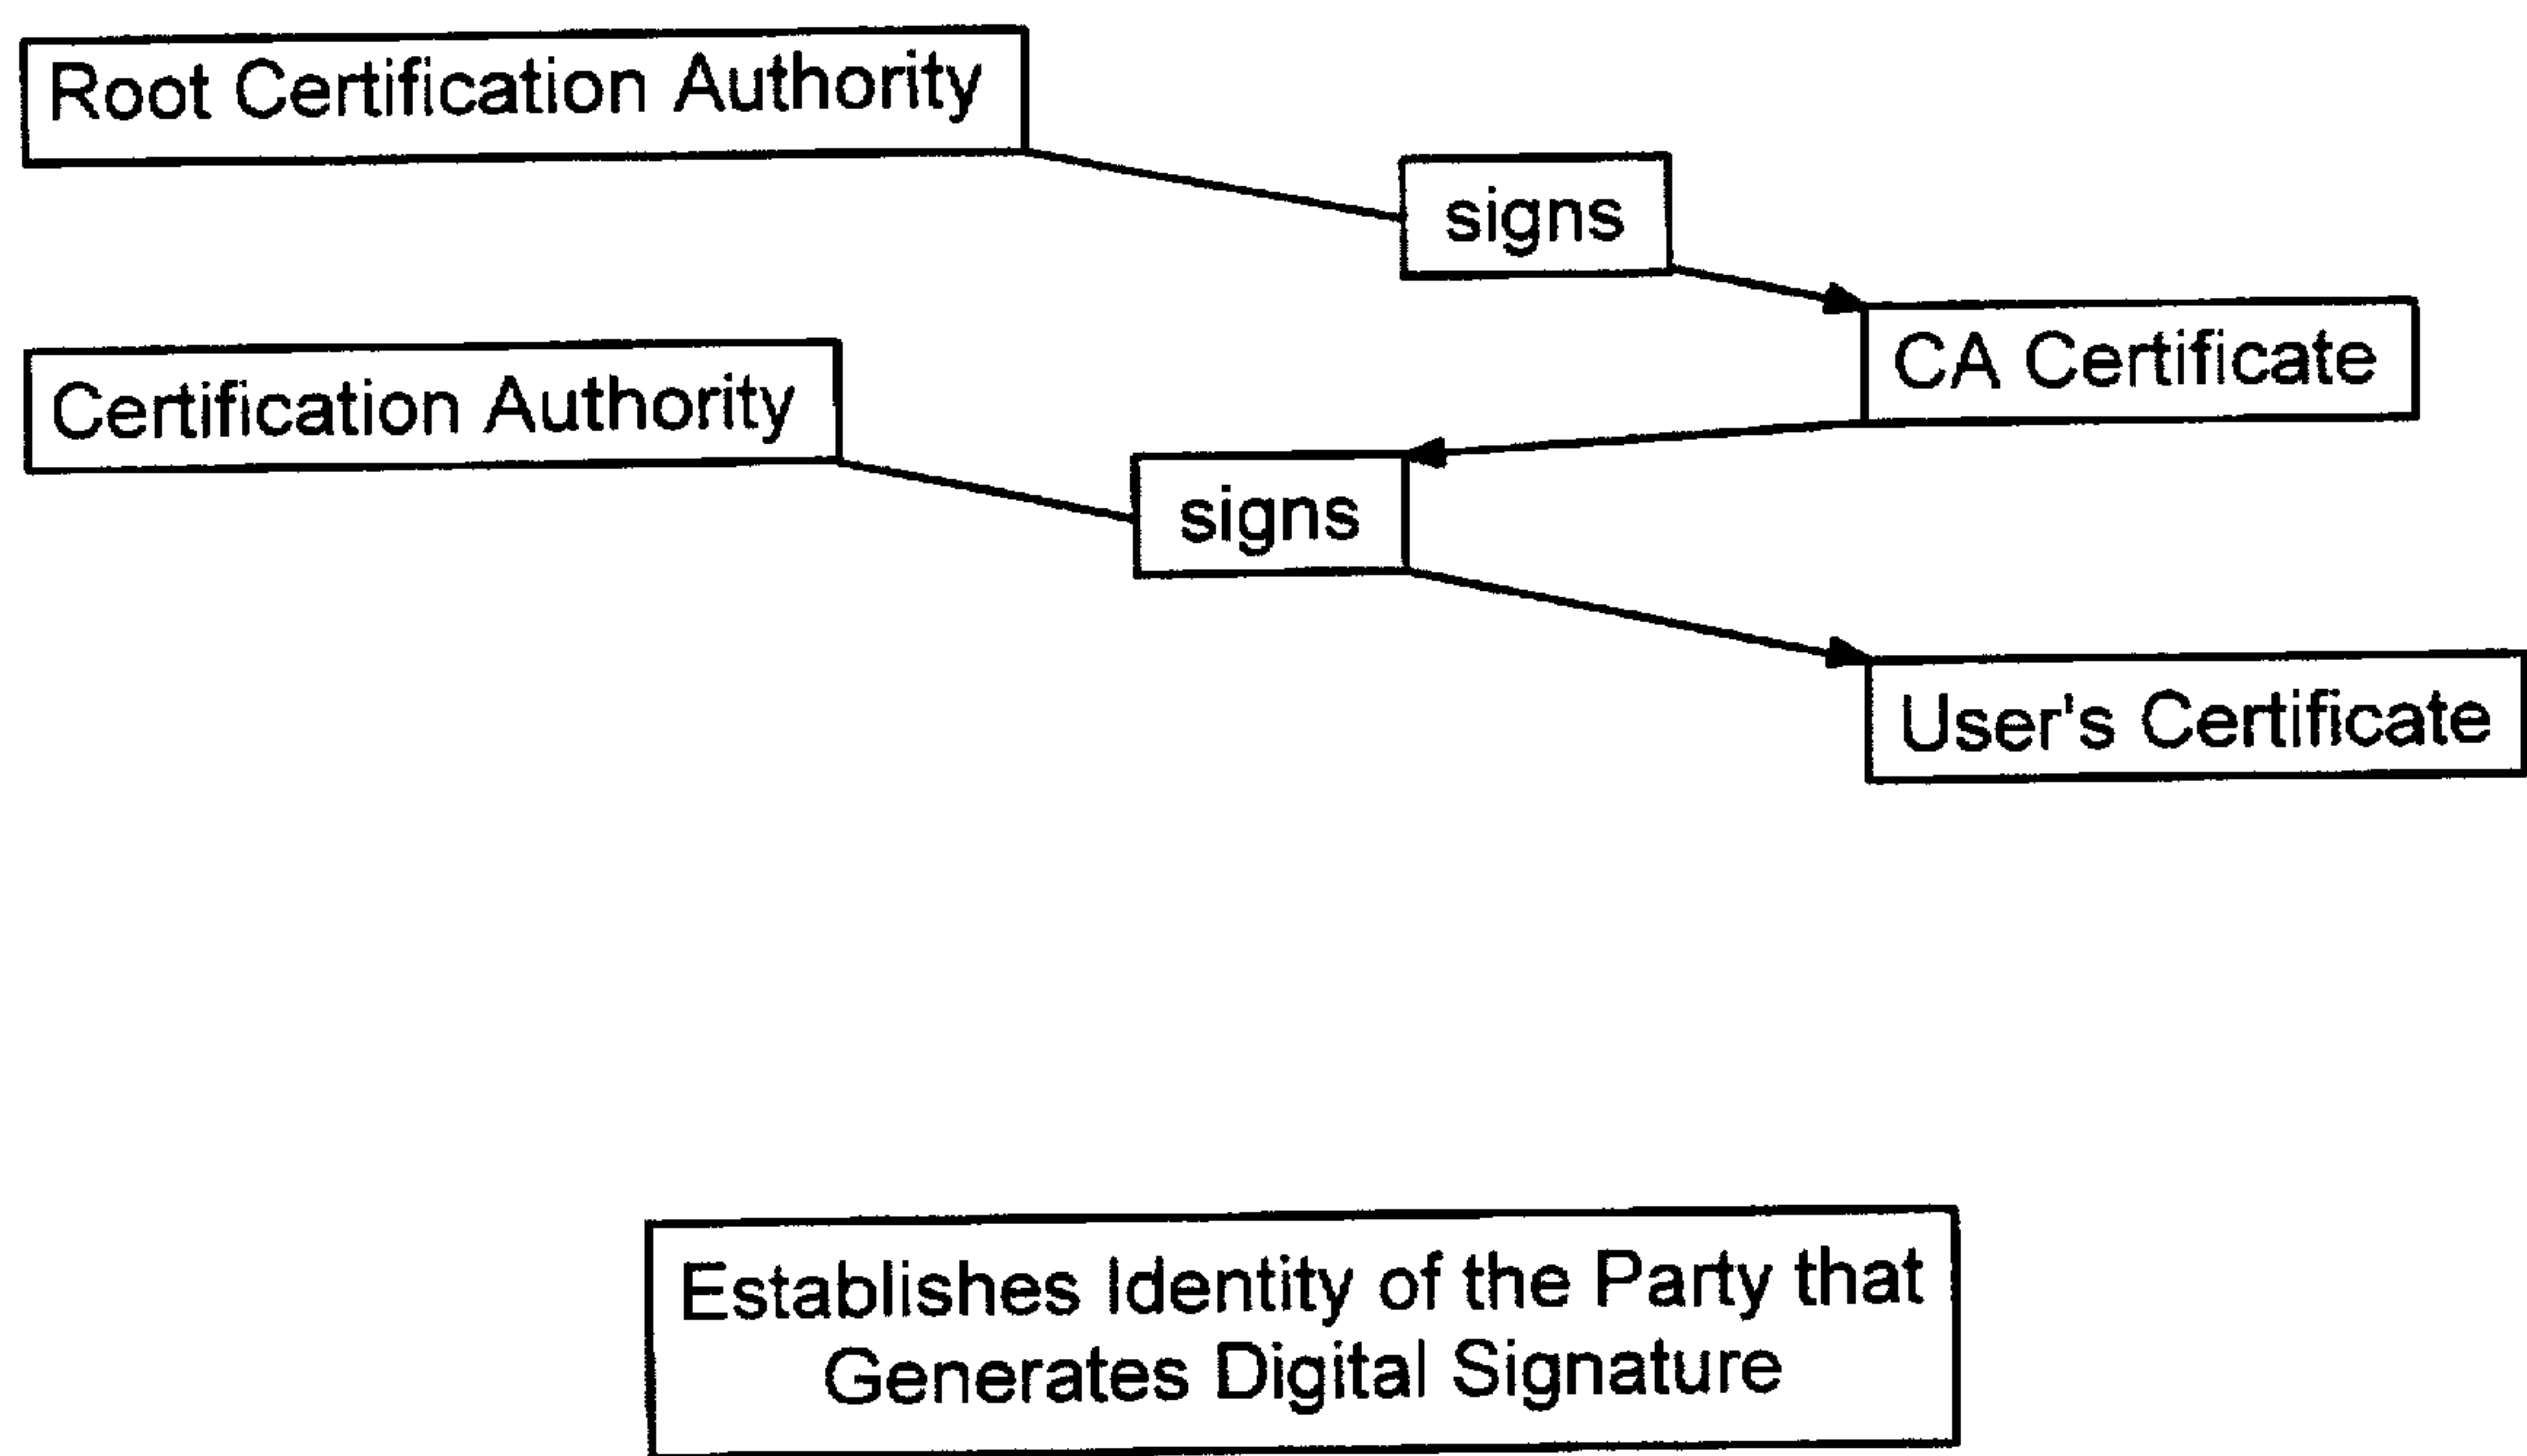 Root Certification Authority
signs
CA Certificate
Certification Authority
signs
User's Certificate
Establishes Identity of the Party that
Generates Digital Signature